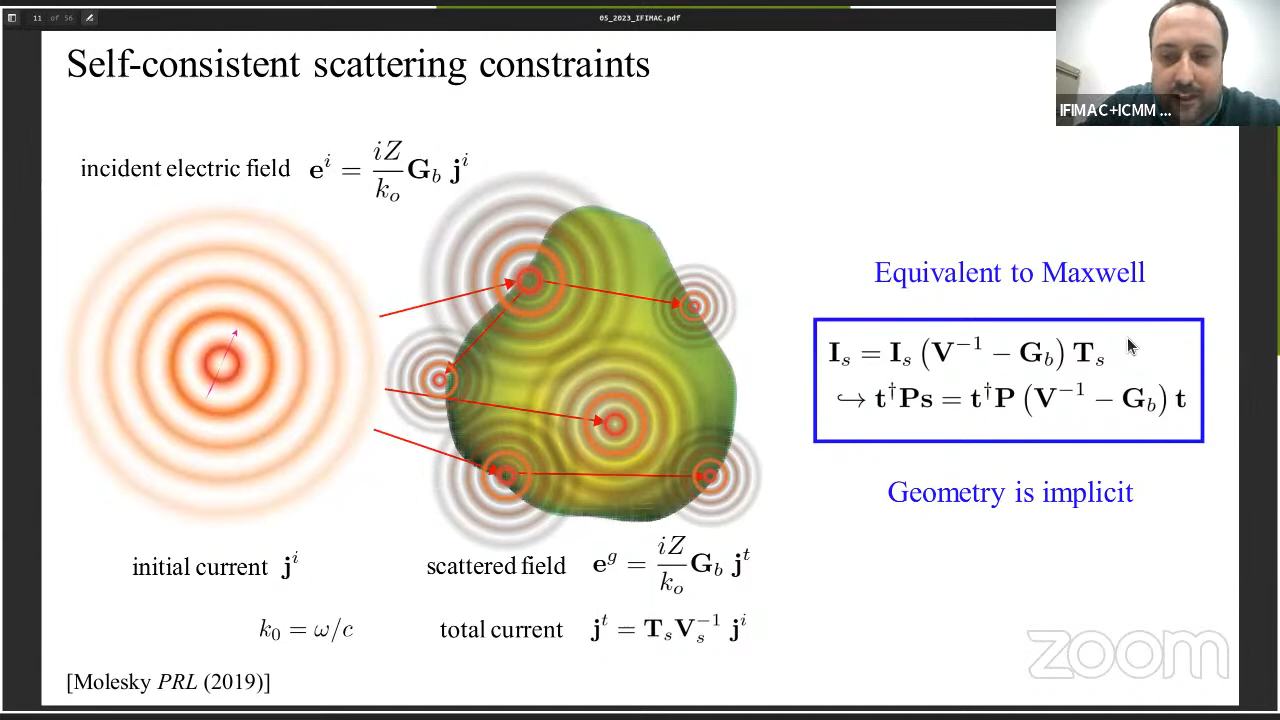 11 of 56
05_2023_IFIMAC.pdf
Self-consistent scattering constraints
IFIMAC+ICMM ...
incident electric field e^i = iZ/k_o G_b j^i
Equivalent to Maxwell
I_s = I_s (V^{-1} − G_b) T_s
↪ t†Ps = t†P (V^{-1} − G_b) t
Geometry is implicit
initial current j^i
scattered field e^g = iZ/k_o G_b j^t
k_0 = ω/c
total current j^t = T_s V_s^{-1} j^i
zoom
[Molesky PRL (2019)]